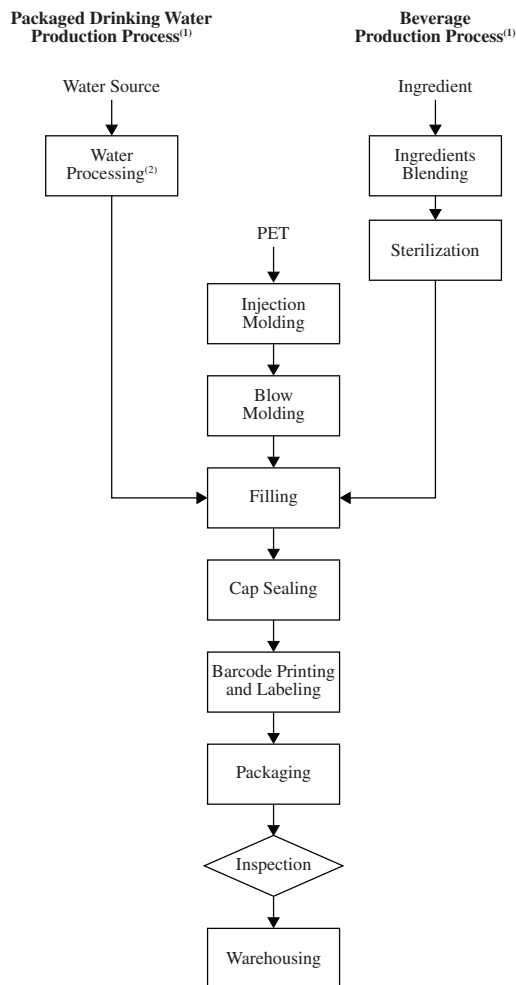 Packaged Drinking Water
Production Process(1)
Beverage
Production Process(1)
Water Source
Ingredient
Water
Processing(2)
Ingredients
Blending
Sterilization
PET
Injection
Molding
Blow
Molding
Filling
Cap Sealing
Barcode Printing
and Labeling
Packaging
Inspection
Warehousing